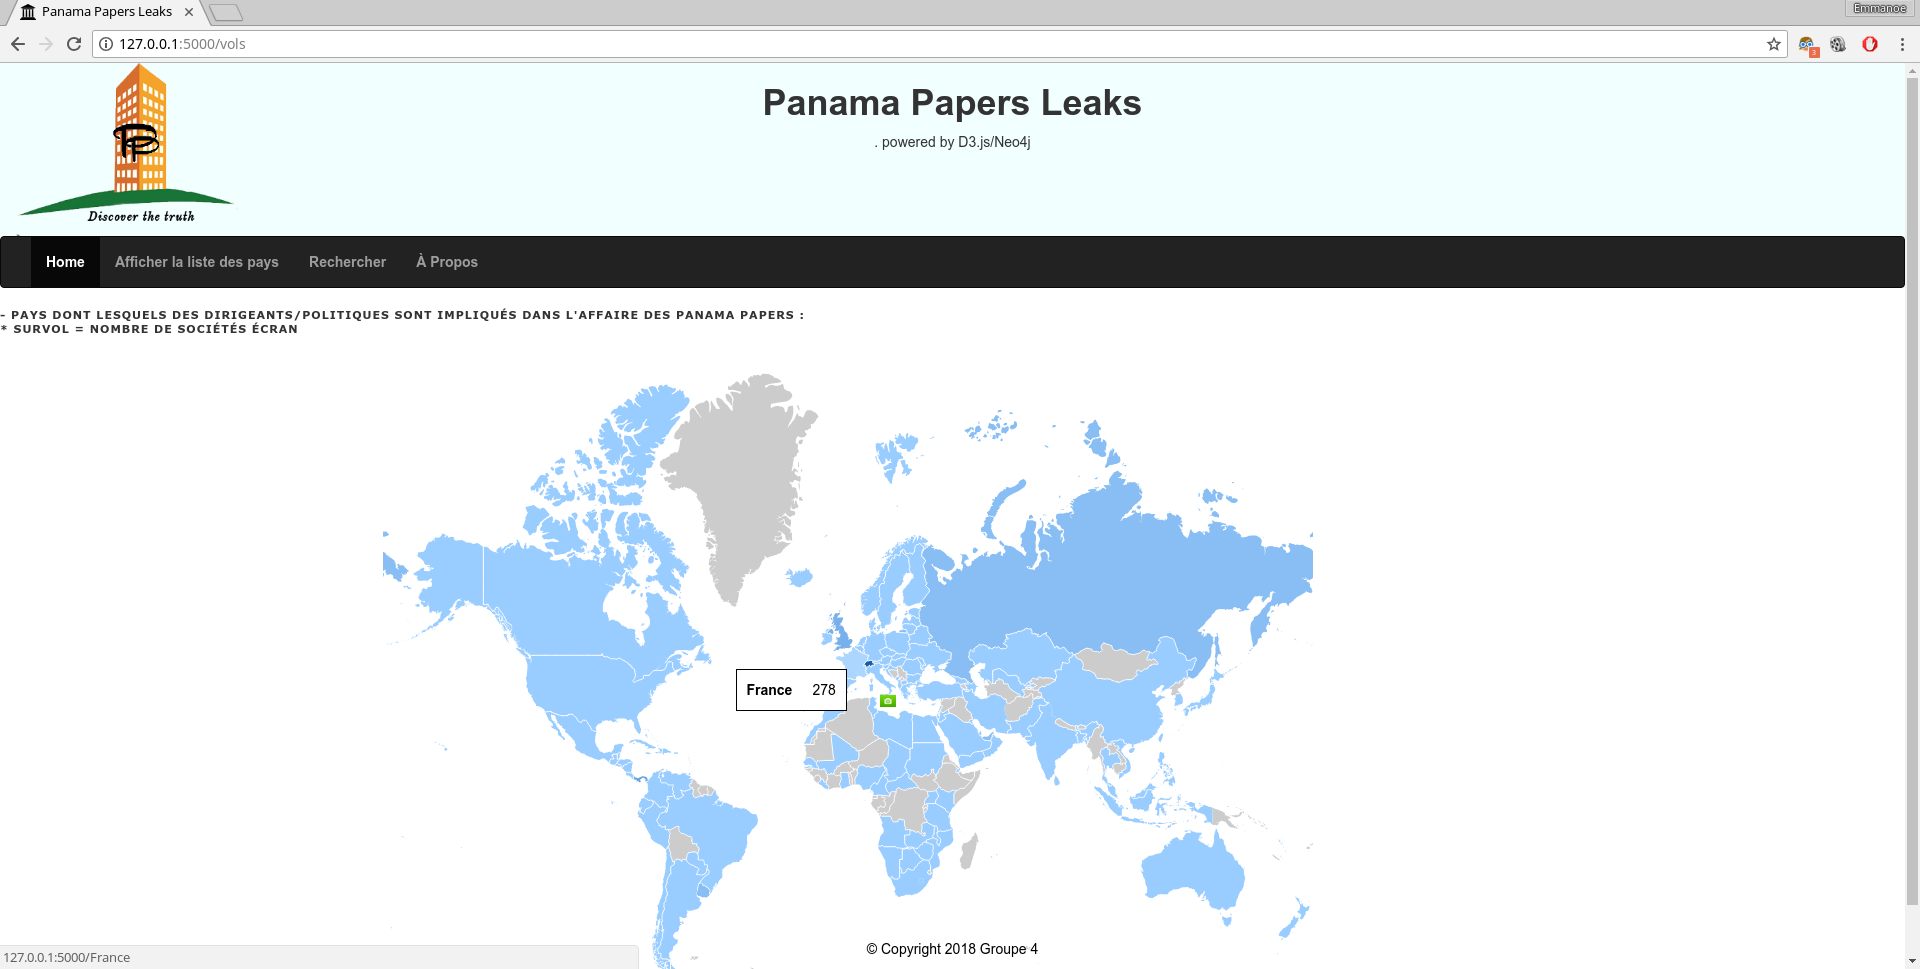 Panama Papers Leaks
Emmanoe
127.0.0.1:5000/vols
3
Panama Papers Leaks
. powered by D3.js/Neo4j
Discover the truth
Home Afficher la liste des pays Rechercher À Propos
- PAYS DONT LESQUELS DES DIRIGEANTS/POLITIQUES SONT IMPLIQUÉS DANS L'AFFAIRE DES PANAMA PAPERS :
* SURVOL = NOMBRE DE SOCIÉTÉS ÉCRAN
France 278
© Copyright 2018 Groupe 4
127.0.0.1:5000/France